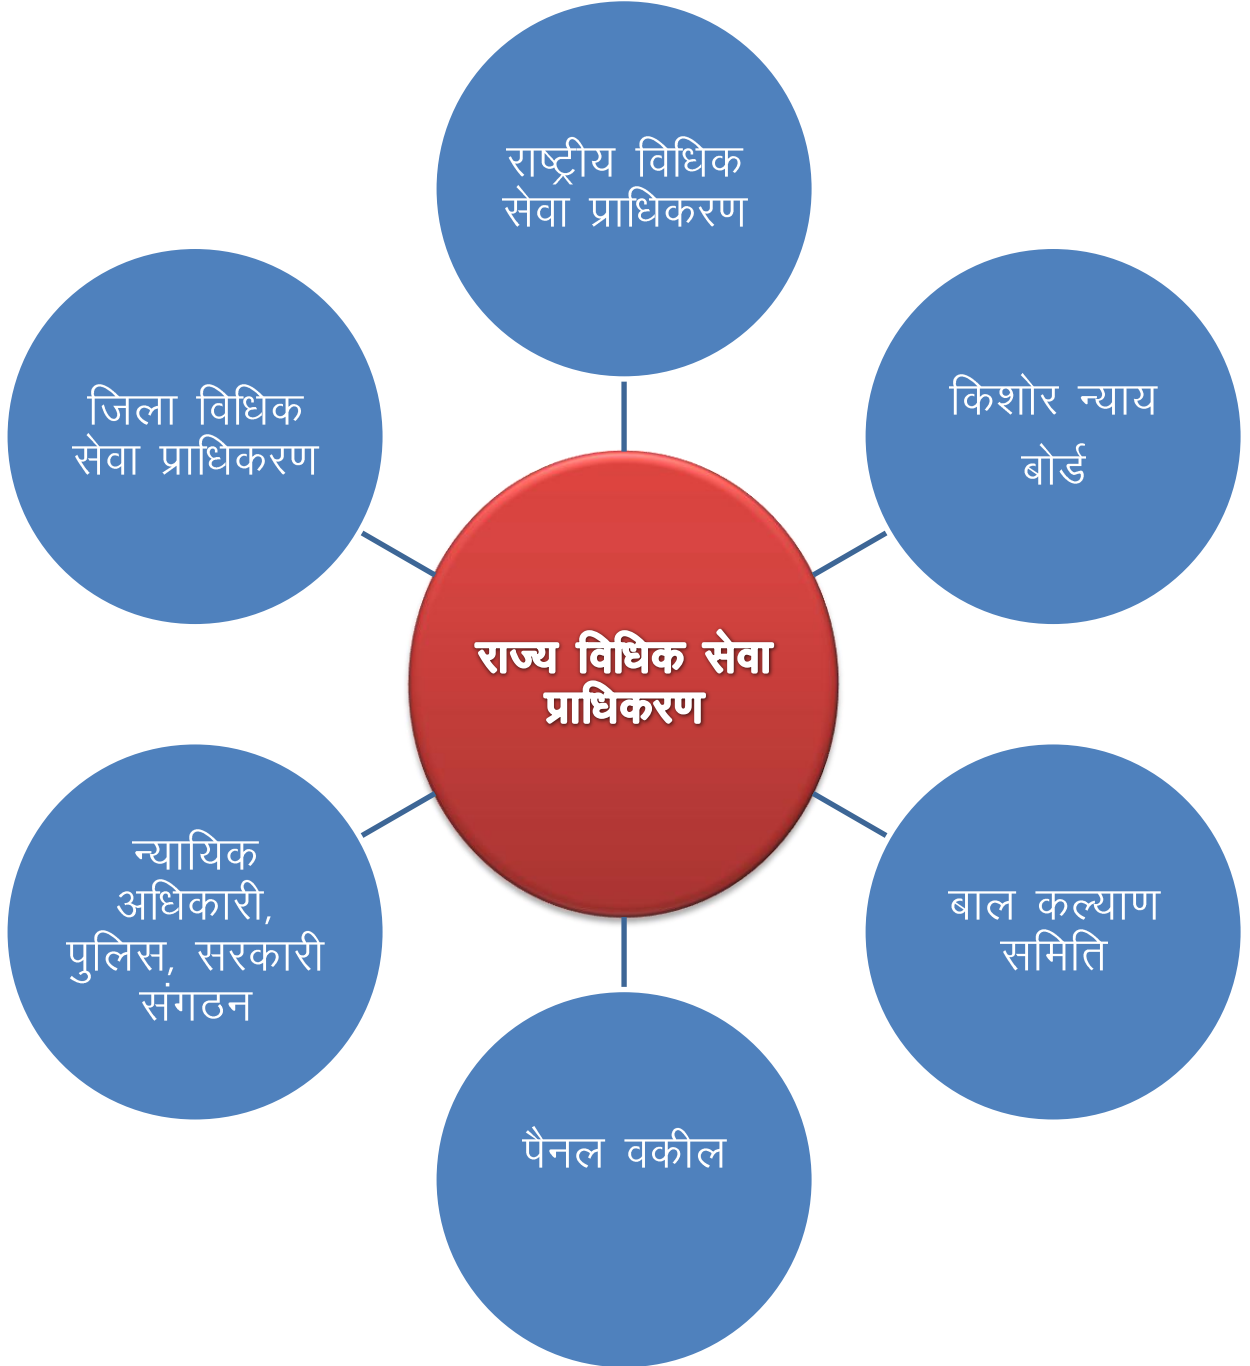 राष्ट्रीय विधिक
सेवा प्राधिकरण
किशोर न्याय
बोर्ड
जिला विधिक
सेवा प्राधिकरण
राज्य विधिक सेवा
प्राधिकरण
न्यायिक
अधिकारी,
पुलिस, सरकारी
संगठन
बाल कल्याण
समिति
पैनल वकील